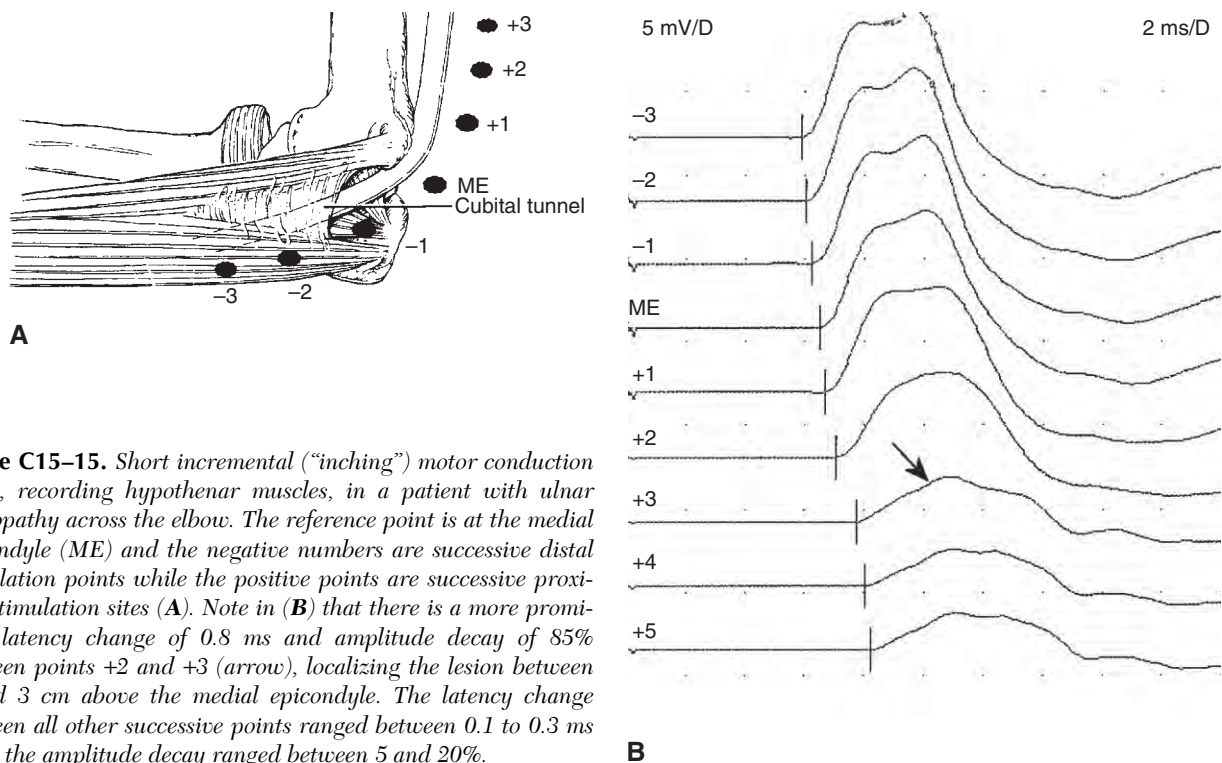 +3
+2
+1
ME
Cubital tunnel
−1
−2
−3
A
e C15–15. Short incremental (“inching”) motor conduction
, recording hypothenar muscles, in a patient with ulnar
opathy across the elbow. The reference point is at the medial
ndyle (ME) and the negative numbers are successive distal
lation points while the positive points are successive proxi-
timulation sites (A). Note in (B) that there is a more promi-
latency change of 0.8 ms and amplitude decay of 85%
een points +2 and +3 (arrow), localizing the lesion between
d 3 cm above the medial epicondyle. The latency change
een all other successive points ranged between 0.1 to 0.3 ms
the amplitude decay ranged between 5 and 20%.
5 mV/D 2 ms/D
−3
−2
−1
ME
+1
+2
+3
+4
+5
B